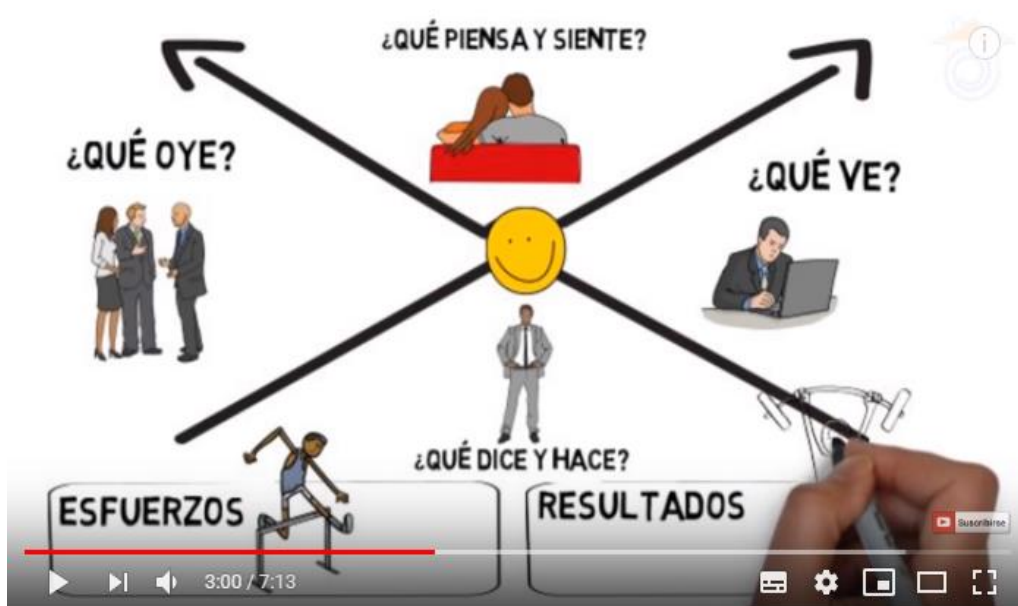 ¿QUÉ PIENSA Y SIENTE?
¿QUÉ OYE?
¿QUÉ VE?
¿QUÉ DICE Y HACE?
ESFUERZOS
RESULTADOS
Suscribirse
3:00 / 7:13